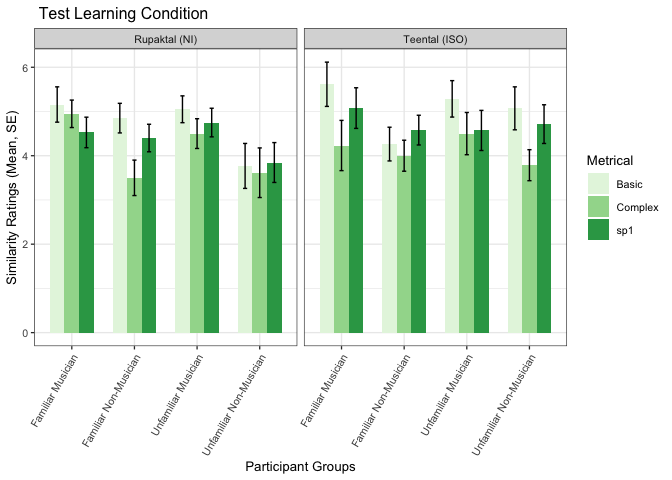 Test Learning Condition
Rupaktal (NI)
Teental (ISO)
Similarity Ratings (Mean. SE)
6
4
2
0
Familiar Musician
Familiar Non-Musician
Unfamiliar Musician
Unfamiliar Non-Musician
Familiar Musician
Familiar Non-Musician
Unfamiliar Musician
Unfamiliar Non-Musician
Participant Groups
Metrical
Basic
Complex
sp1